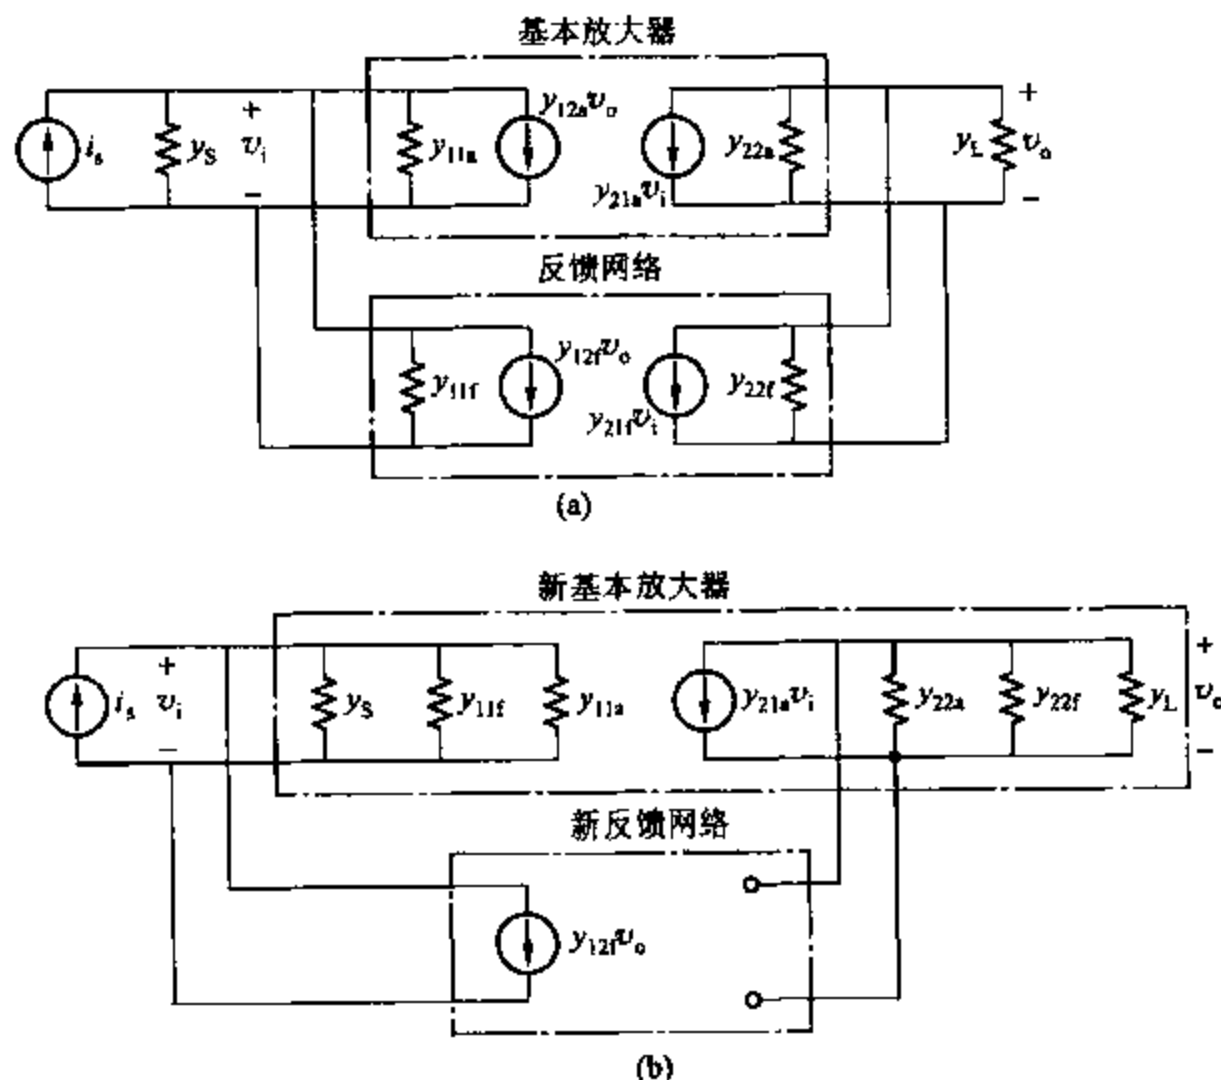 基本放大器
i_s
y_S
+
v_i
−
y_11a
y_12a v_o
y_21a v_i
y_22a
y_L
+
v_o
−
反馈网络
y_11f
y_12f v_o
y_21f v_i
y_22f
(a)
新基本放大器
i_s
+
v_i
−
y_S
y_11f
y_11a
y_21a v_i
y_22a
y_22f
y_L
+
v_o
−
新反馈网络
y_12f v_o
(b)